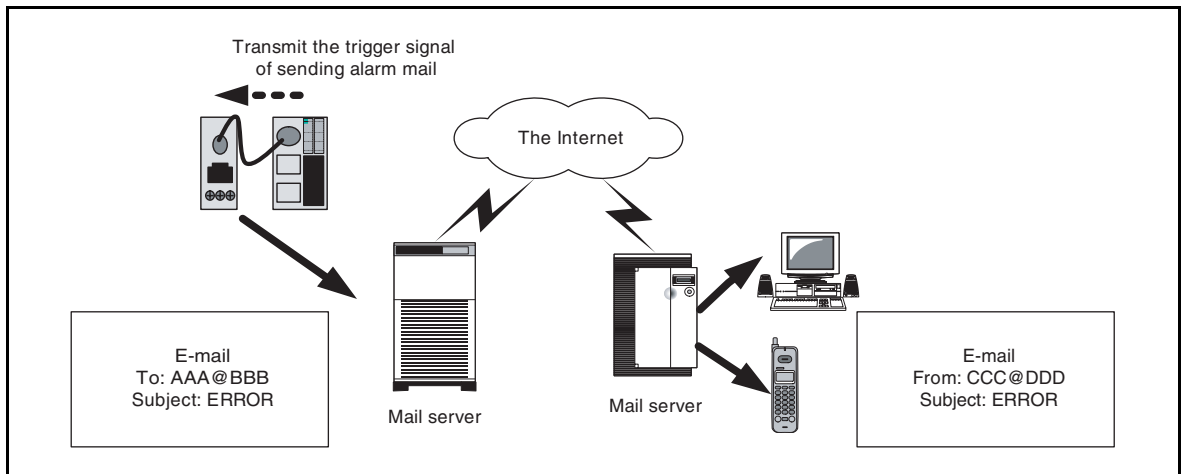 Transmit the trigger signal
of sending alarm mail
The Internet
E-mail
To: AAA@BBB
Subject: ERROR
Mail server
Mail server
E-mail
From: CCC@DDD
Subject: ERROR